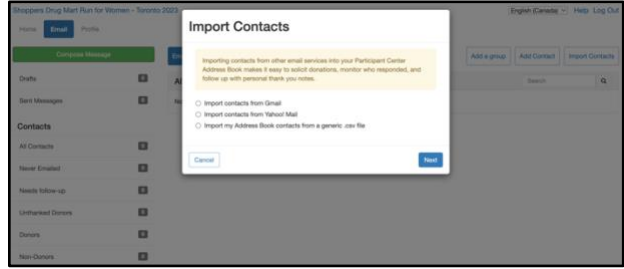 Shoppers Drug Mart Run for Women - Toronto 2023
English (Canada)
Help
Log Out
Home
Email
Profile
Import Contacts
Compose Message
Add a group
Add Contact
Import Contacts
Importing contacts from other email services into your Participant Center
Address Book makes it easy to solicit donations, monitor who responded, and
follow up with personal thank you notes.
Drafts
Search
Sent Messages
Import contacts from Gmail
Import contacts from Yahoo! Mail
Import my Address Book contacts from a generic .csv file
Contacts
All Contacts
Cancel
Next
Never Emailed
Needs follow-up
Unthanked Donors
Donors
Non-Donors